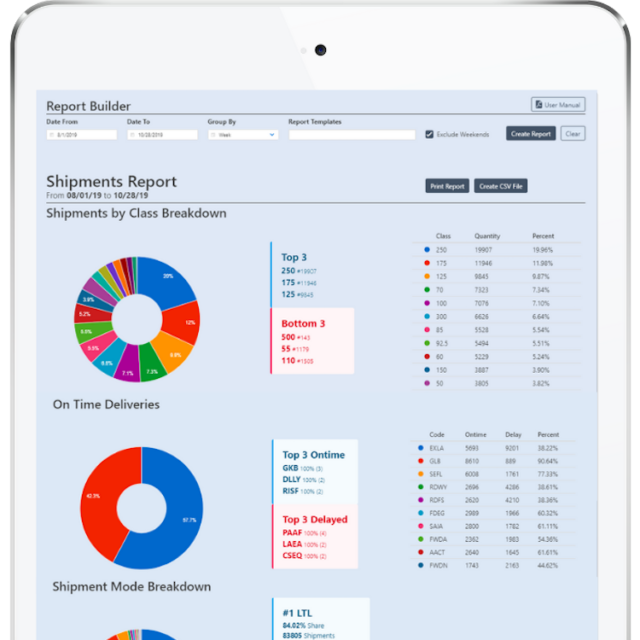 Report Builder
User Manual
Date From Date To Group By Report Templates
8/1/2019 10/28/2019 Week Exclude Weekends Create Report Clear
Shipments Report
From 08/01/19 to 10/28/19
Print Report Create CSV File
Shipments by Class Breakdown
Class Quantity Percent
250 19907 19.96%
175 11946 11.98%
125 9845 9.87%
70 7323 7.34%
100 7076 7.10%
200 6626 6.64%
85 5528 5.54%
92.5 5494 5.51%
60 5229 5.24%
150 3887 3.90%
50 3805 3.82%
20%
12%
7.3%
7.1%
6.6%
5.5%
5.2%
3.9%
Top 3
250 #19907
175 #11946
125 #9845
Bottom 3
500 #143
55 #1179
110
On Time Deliveries
Code Ontime Delay Percent
EXLA 5693 9201 38.22%
GLB 8610 889 90.64%
SEFL 6008 1761 77.33%
RDWY 2696 4286 38.61%
RDFS 2620 4210 38.36%
FDEG 2989 1966 60.32%
SAIA 2800 1782 61.11%
FWDA 2362 1983 54.36%
AACT 2640 1645 61.61%
PWDN 1743 2163 44.62%
42.3%
57.7%
Top 3 Ontime
GKB 100% (3)
DLLY 100% (2)
RISF 100% (2)
Top 3 Delayed
PAAF 100% (4)
LAEA 100% (2)
CSEQ 100% (2)
Shipment Mode Breakdown
#1 LTL
84.02% Share
83805 Shipments